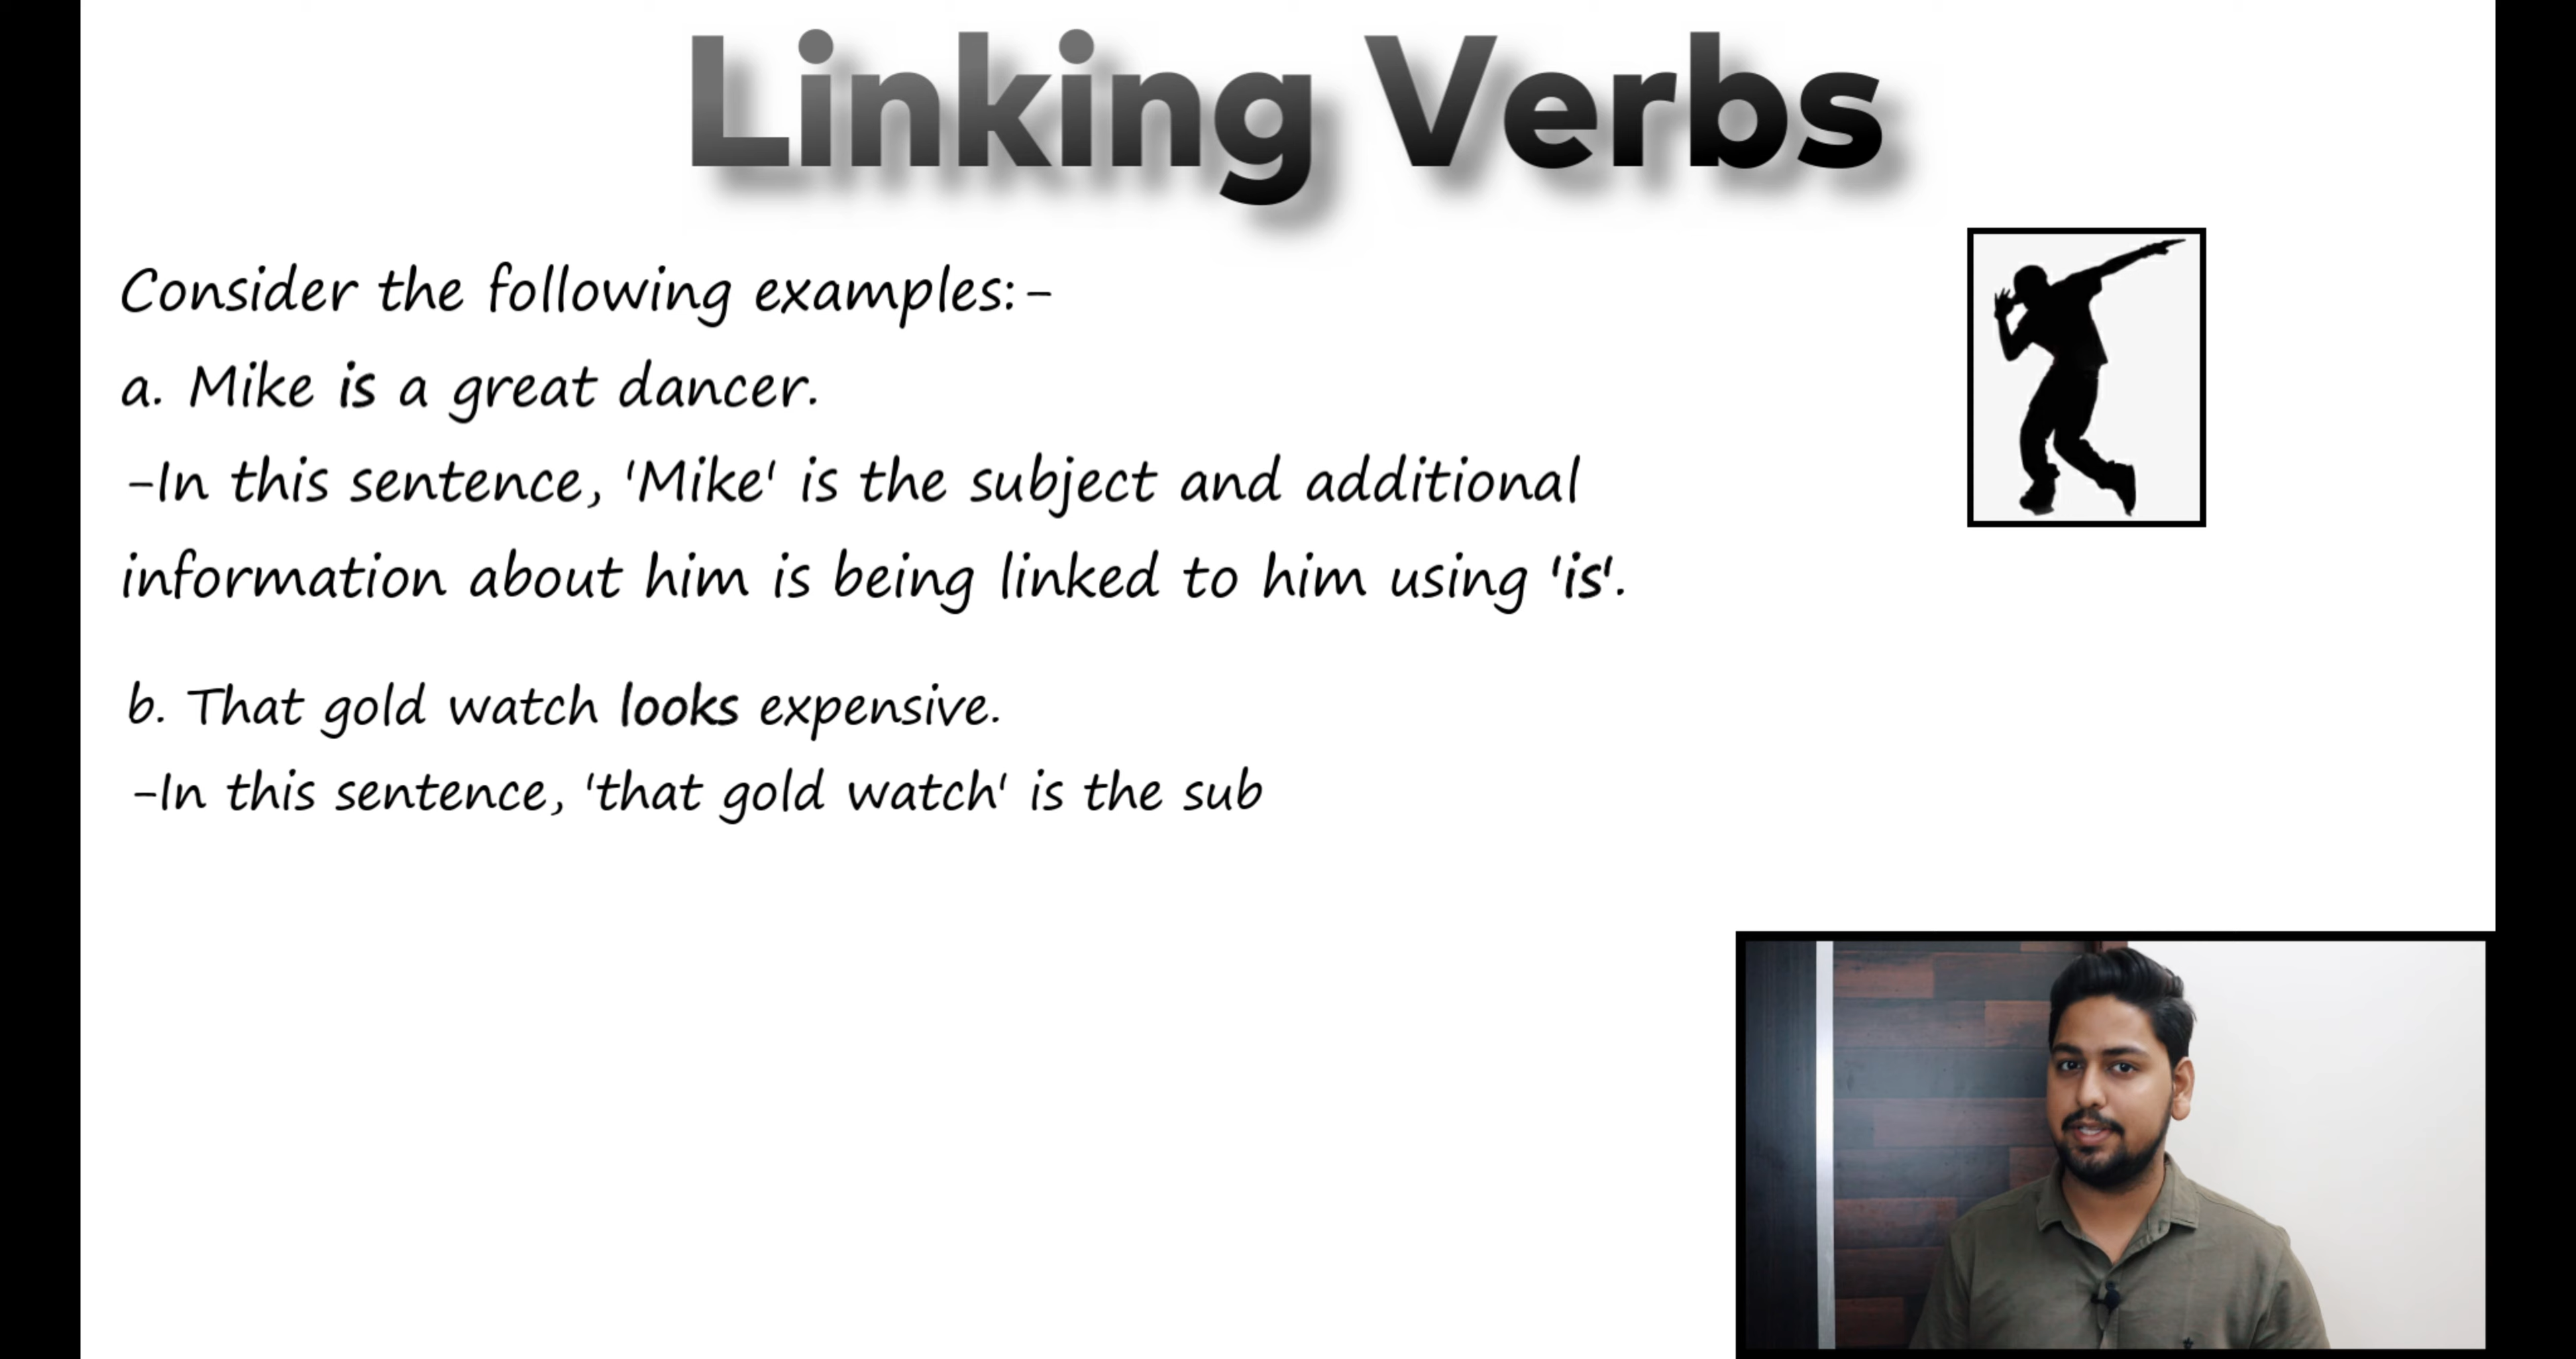 Linking Verbs
Consider the following examples:-
a. Mike is a great dancer.
-In this sentence, 'Mike' is the subject and additional
information about him is being linked to him using 'is'.
b. That gold watch looks expensive.
-In this sentence, 'that gold watch' is the sub